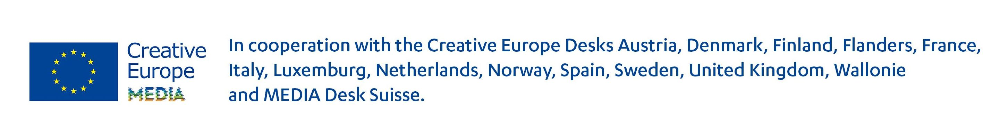 Creative
Europe
MEDIA
In cooperation with the Creative Europe Desks Austria, Denmark, Finland, Flanders, France,
Italy, Luxemburg, Netherlands, Norway, Spain, Sweden, United Kingdom, Wallonie
and MEDIA Desk Suisse.